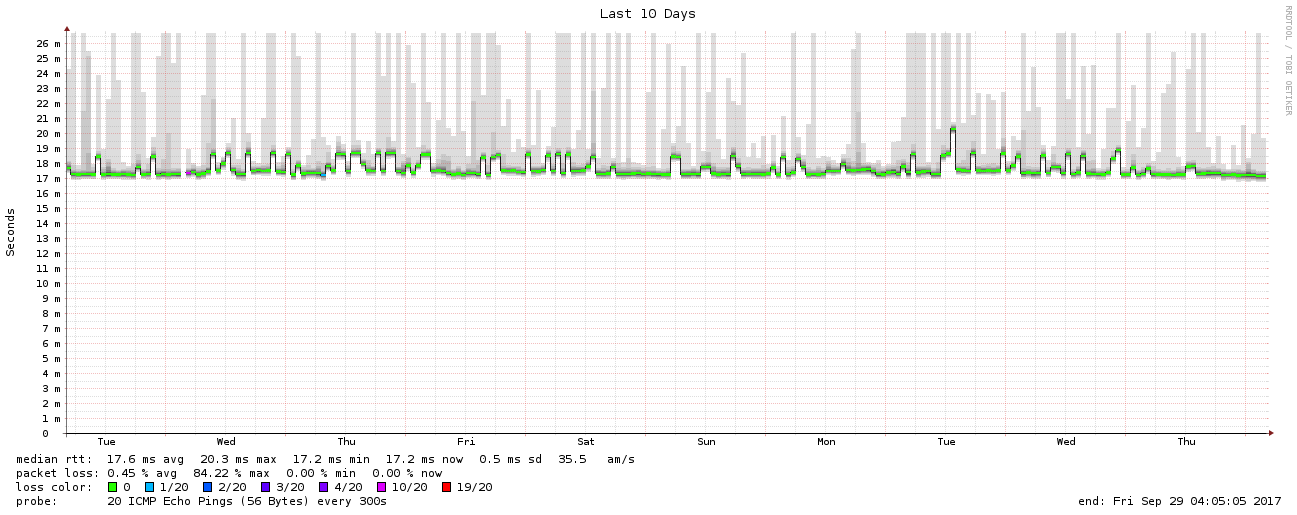 Last 10 Days
RRDTOOL / TOBI OETIKER
Seconds
26 m
25 m
24 m
23 m
22 m
21 m
20 m
19 m
18 m
17 m
16 m
15 m
14 m
13 m
12 m
11 m
10 m
9 m
8 m
7 m
6 m
5 m
4 m
3 m
2 m
1 m
0
Tue Wed Thu Fri Sat Sun Mon Tue Wed Thu
median rtt: 17.6 ms avg 20.3 ms max 17.2 ms min 17.2 ms now 0.5 ms sd 35.5 am/s
packet loss: 0.45 % avg 84.22 % max 0.00 % min 0.00 % now
loss color: 0 1/20 2/20 3/20 4/20 10/20 19/20
probe: 20 ICMP Echo Pings (56 Bytes) every 300s end: Fri Sep 29 04:05:05 2017